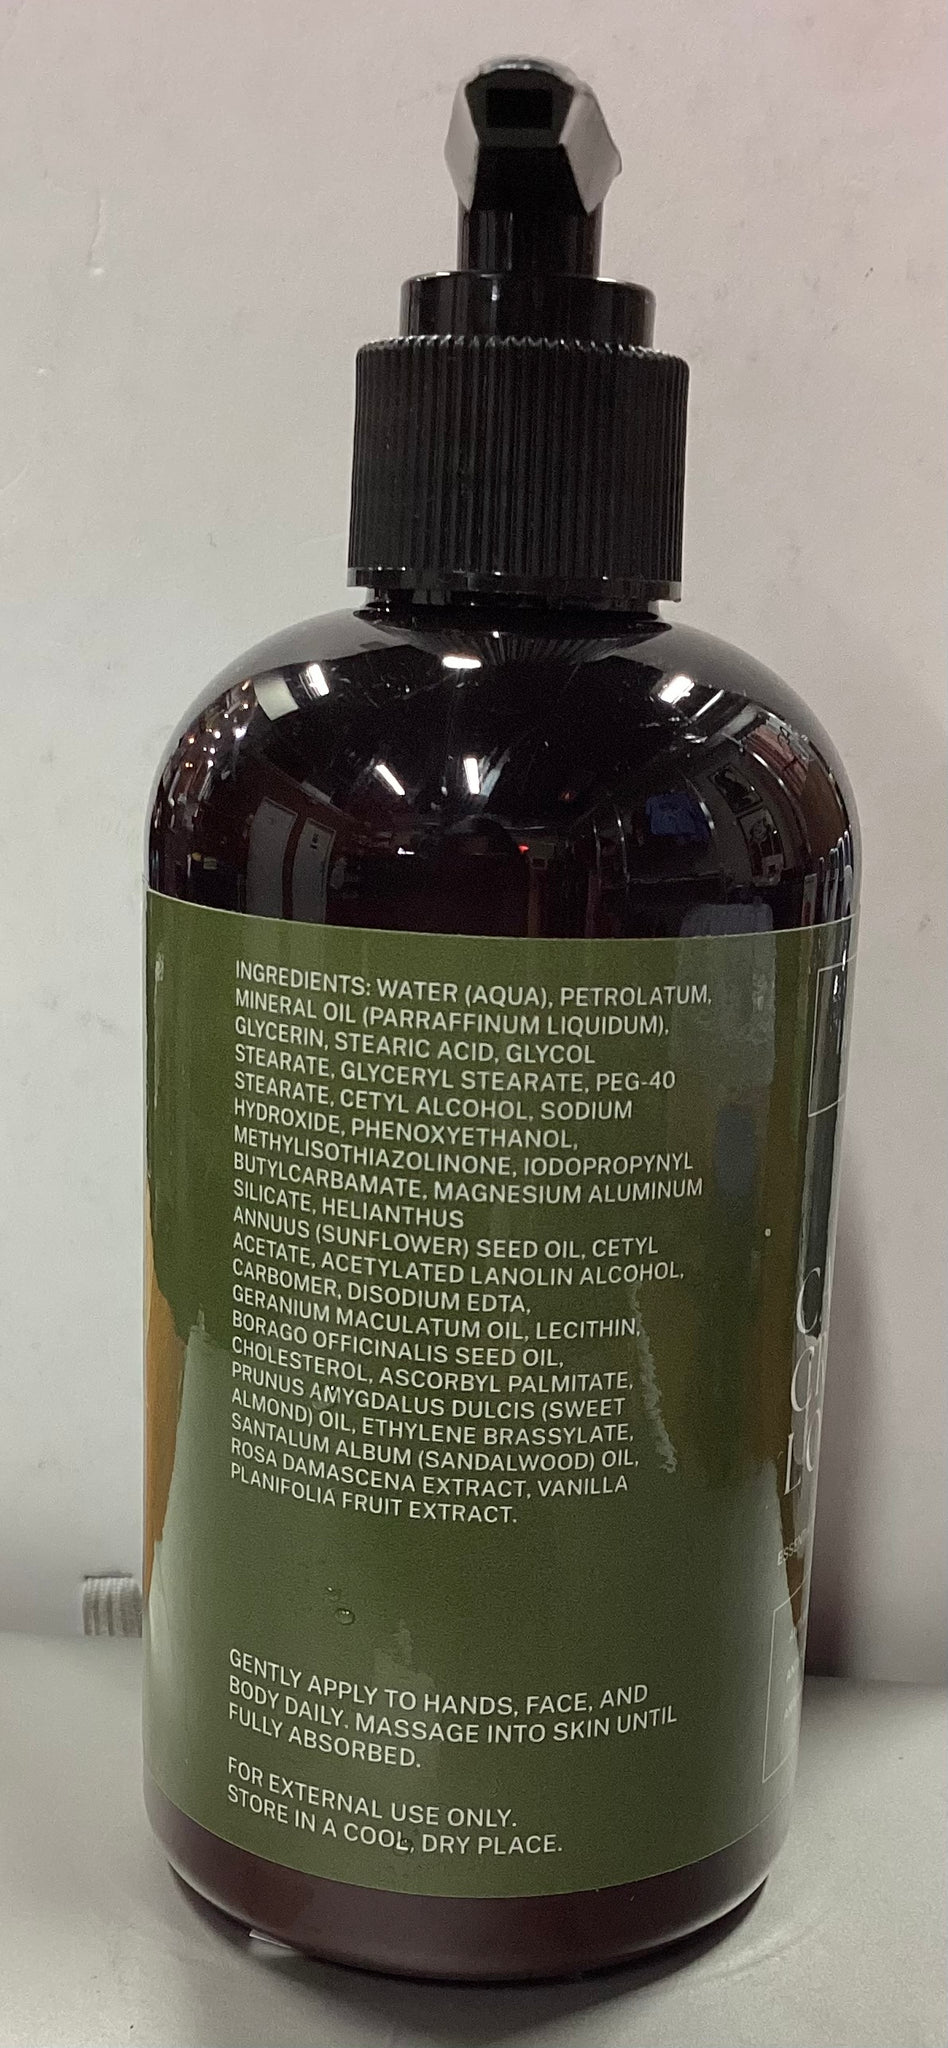 INGREDIENTS: WATER (AQUA), PETROLATUM,
MINERAL OIL (PARRAFFINUM LIQUIDUM),
GLYCERIN, STEARIC ACID, GLYCOL
STEARATE, GLYCERYL STEARATE, PEG-40
STEARATE, CETYL ALCOHOL, SODIUM
HYDROXIDE, PHENOXYETHANOL,
METHYLISOTHIAZOLINONE, IODOPROPYNYL
BUTYLCARBAMATE, MAGNESIUM ALUMINUM
SILICATE, HELIANTHUS
ANNUUS (SUNFLOWER) SEED OIL, CETYL
ACETATE, ACETYLATED LANOLIN ALCOHOL,
CARBOMER, DISODIUM EDTA,
GERANIUM MACULATUM OIL, LECITHIN,
BORAGO OFFICINALIS SEED OIL,
CHOLESTEROL, ASCORBYL PALMITATE,
PRUNUS AMYGDALUS DULCIS (SWEET
ALMOND) OIL, ETHYLENE BRASSYLATE,
SANTALUM ALBUM (SANDALWOOD) OIL,
ROSA DAMASCENA EXTRACT, VANILLA
PLANIFOLIA FRUIT EXTRACT.
GENTLY APPLY TO HANDS, FACE, AND
BODY DAILY. MASSAGE INTO SKIN UNTIL
FULLY ABSORBED.
FOR EXTERNAL USE ONLY.
STORE IN A COOL, DRY PLACE.